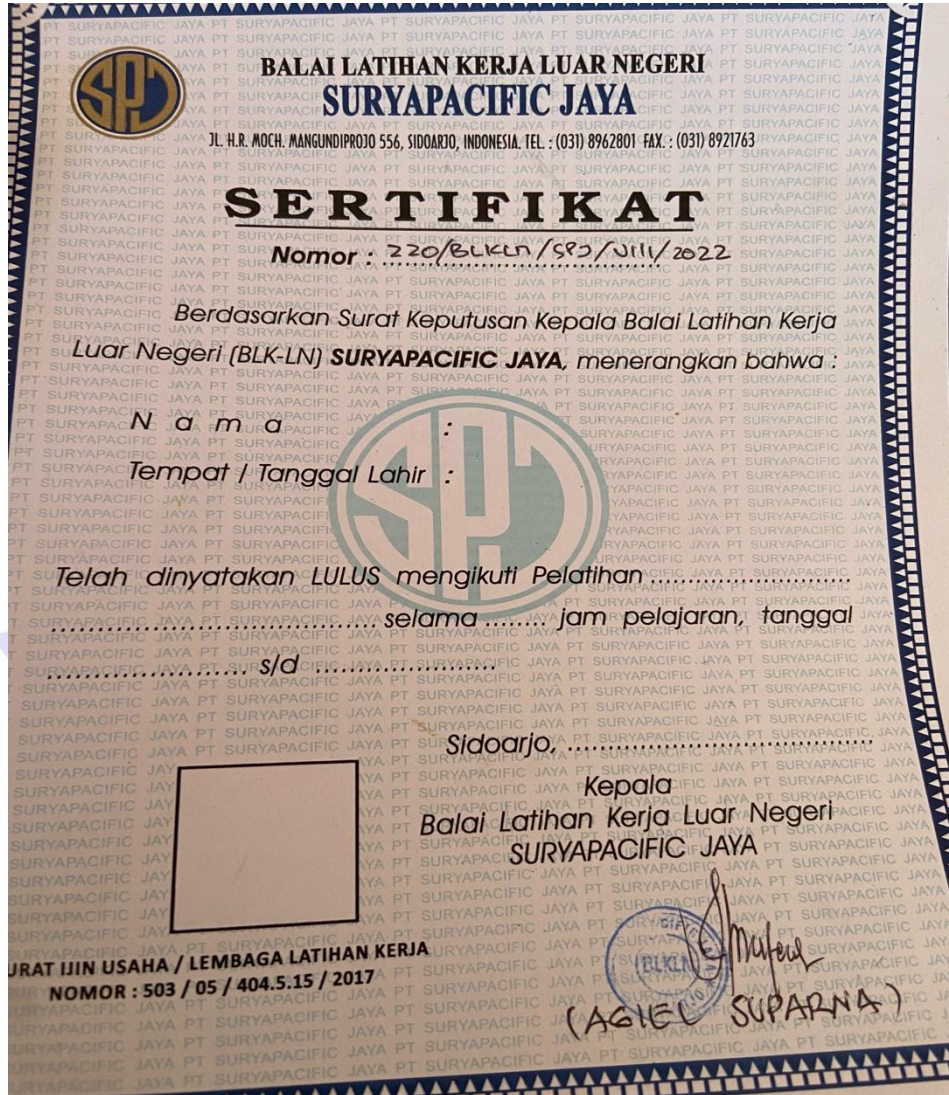 SPJ
BALAI LATIHAN KERJA LUAR NEGERI
SURYAPACIFIC JAYA
JL. H.R. MOCH. MANGUNDIPROJO 556, SIDOARJO, INDONESIA. TEL. : (031) 8962801 FAX. : (031) 8921763
SERTIFIKAT
Nomor : 220/BLKLN/SPJ/VIII/2022
Berdasarkan Surat Keputusan Kepala Balai Latihan Kerja
Luar Negeri (BLK-LN) SURYAPACIFIC JAYA, menerangkan bahwa :
N a m a :
Tempat / Tanggal Lahir :
SPJ
Telah dinyatakan LULUS mengikuti Pelatihan ..........................
.......................................... selama ........ jam pelajaran, tanggal
.......................... s/d .......................
Sidoarjo, .......................................
Kepala
Balai Latihan Kerja Luar Negeri
SURYAPACIFIC JAYA
URAT IJIN USAHA / LEMBAGA LATIHAN KERJA
NOMOR : 503 / 05 / 404.5.15 / 2017
BLKLN
(AGIEL SUPARNA)